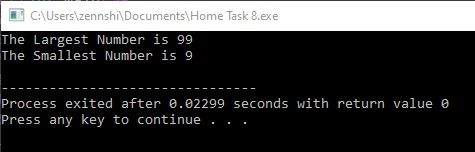 C:\Users\zennshi\Documents\Home Task 8.exe
The Largest Number is 99
The Smallest Number is 9
--------------------------------
Process exited after 0.02299 seconds with return value 0
Press any key to continue . . .